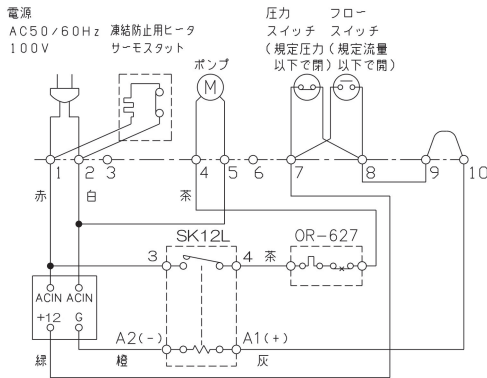 電源
AC50/60Hz
100V
凍結防止用ヒータ
サーモスタット
ポンプ
M
圧力
スイッチ
(規定圧力
以下で閉)
フロー
スイッチ
(規定流量
以下で開)
1 2 3 4 5 6 7 8 9 10
赤 白 茶
SK12L OR-627
3 4 茶
ACIN ACIN
+12 G
A2(-) A1(+)
緑 橙 灰